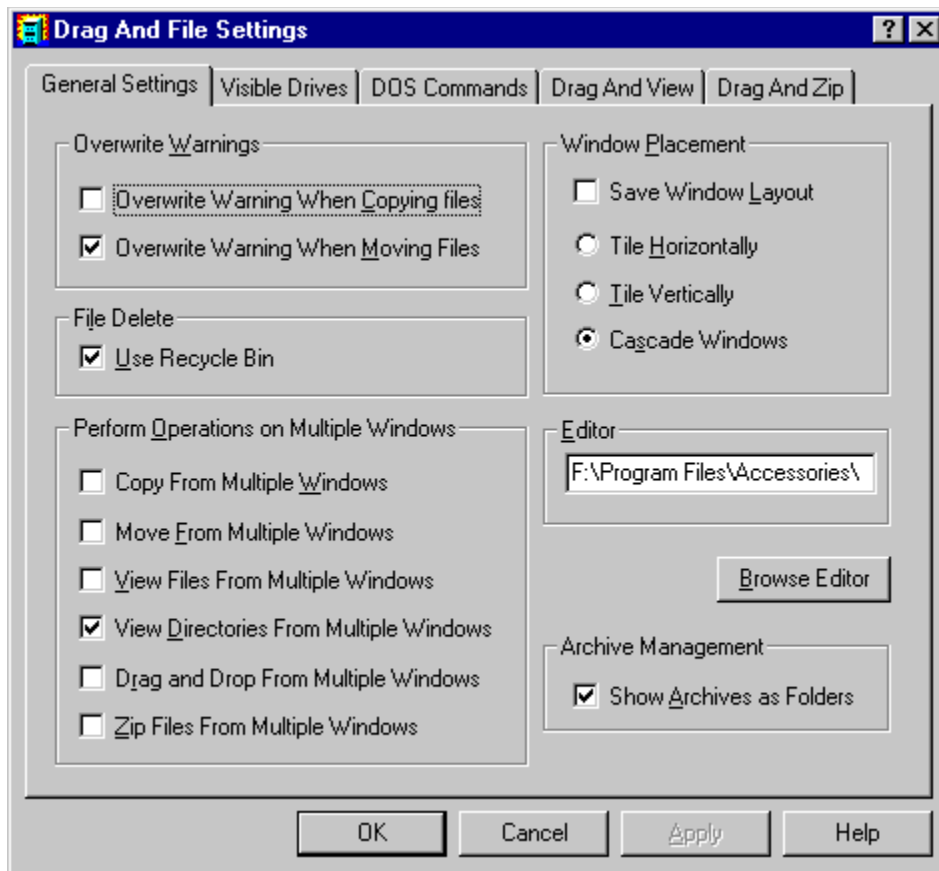 Drag And File Settings
General Settings
Visible Drives
DOS Commands
Drag And View
Drag And Zip
Overwrite Warnings
Overwrite Warning When Copying files
Overwrite Warning When Moving Files
File Delete
Use Recycle Bin
Perform Operations on Multiple Windows
Copy From Multiple Windows
Move From Multiple Windows
View Files From Multiple Windows
View Directories From Multiple Windows
Drag and Drop From Multiple Windows
Zip Files From Multiple Windows
Window Placement
Save Window Layout
Tile Horizontally
Tile Vertically
Cascade Windows
Editor
F:\Program Files\Accessories\
Browse Editor
Archive Management
Show Archives as Folders
OK
Cancel
Apply
Help